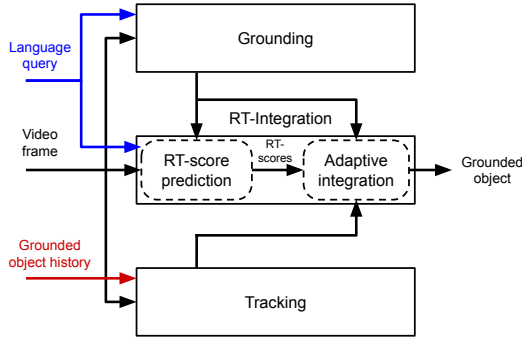 Grounding
Language
query
RT-Integration
Video
frame
RT-score
prediction
RT-
scores
Adaptive
integration
Grounded
object
Grounded
object history
Tracking